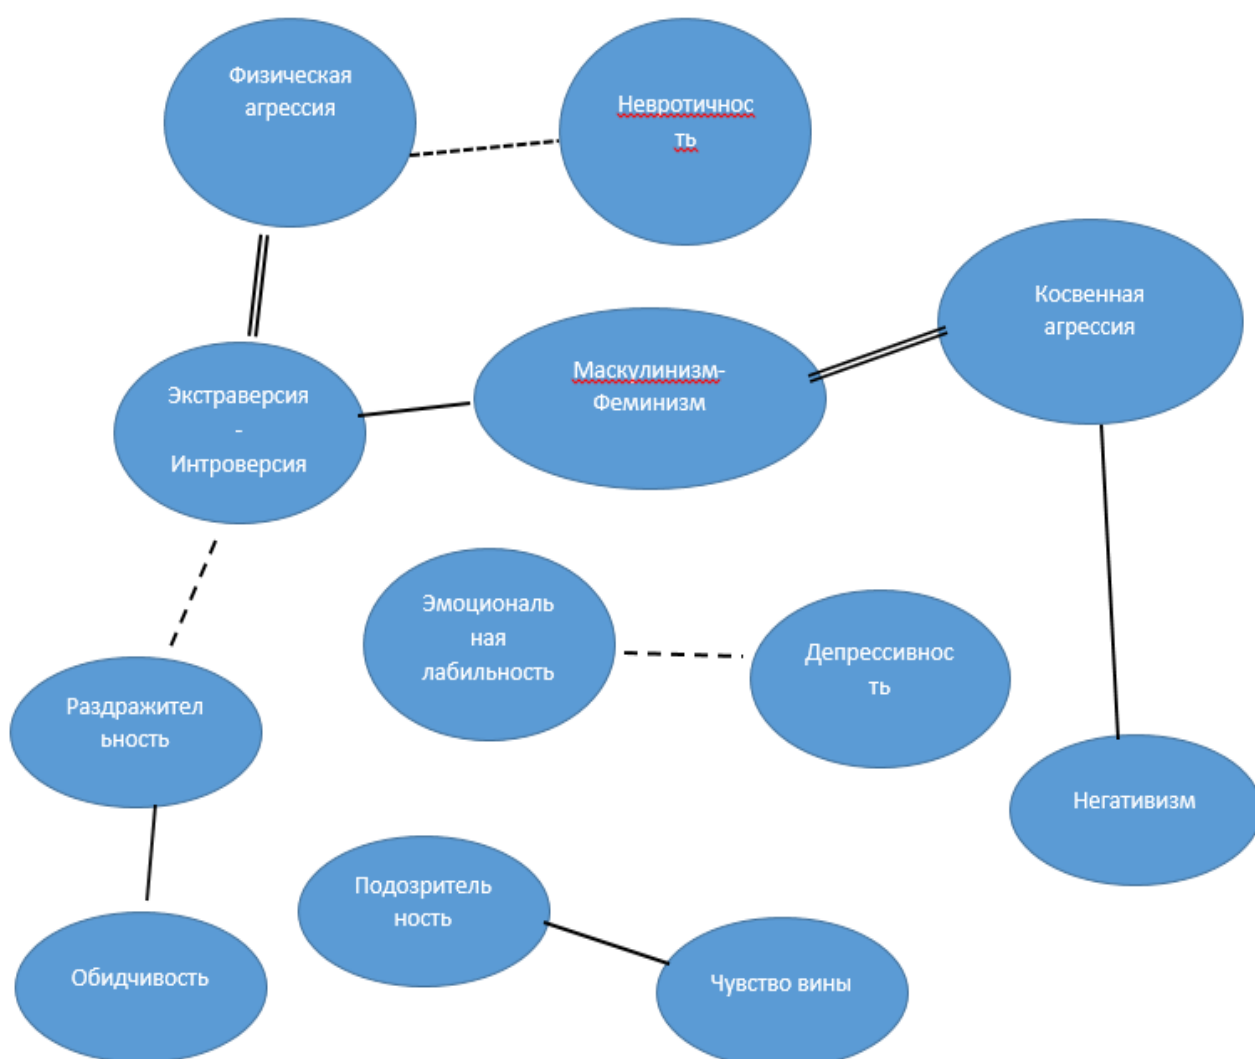 Физическая
агрессия
Невротичнос
ть
Косвенная
агрессия
Маскулинизм-
Феминизм
Экстраверсия
-
Интроверсия
Эмоциональ
ная
лабильность
Депрессивнос
ть
Раздражител
ьность
Негативизм
Подозритель
ность
Обидчивость
Чувство вины